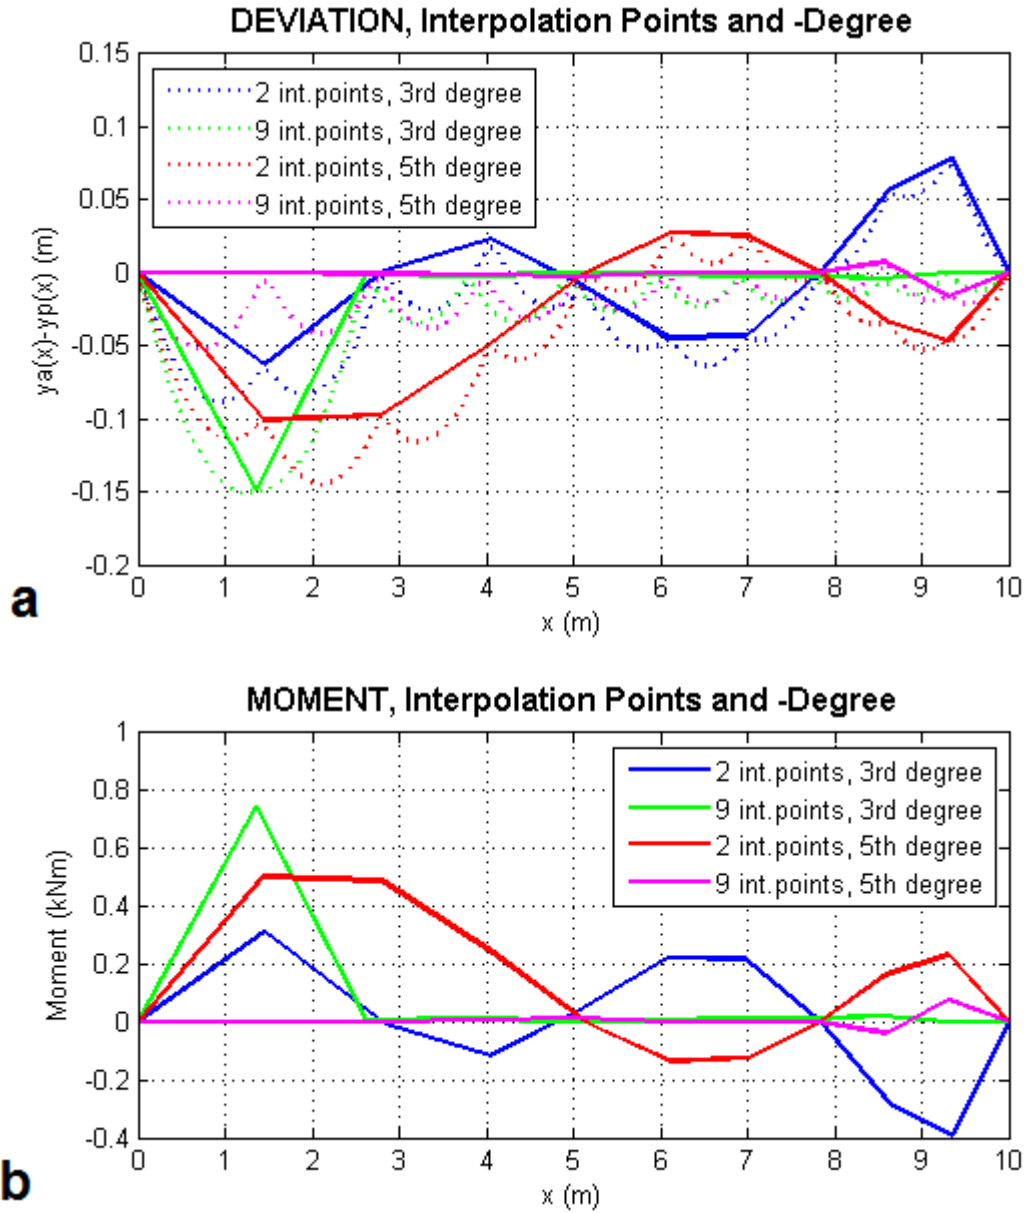 DEVIATION, Interpolation Points and -Degree
0.15
0.1
0.05
0
-0.05
-0.1
-0.15
-0.2
ya(x)-yp(x) (m)
2 int.points, 3rd degree
9 int.points, 3rd degree
2 int.points, 5th degree
9 int.points, 5th degree
0 1 2 3 4 5 6 7 8 9 10
x (m)
a
MOMENT, Interpolation Points and -Degree
1
0.8
0.6
0.4
0.2
0
-0.2
-0.4
Moment (kNm)
2 int.points, 3rd degree
9 int.points, 3rd degree
2 int.points, 5th degree
9 int.points, 5th degree
0 1 2 3 4 5 6 7 8 9 10
x (m)
b